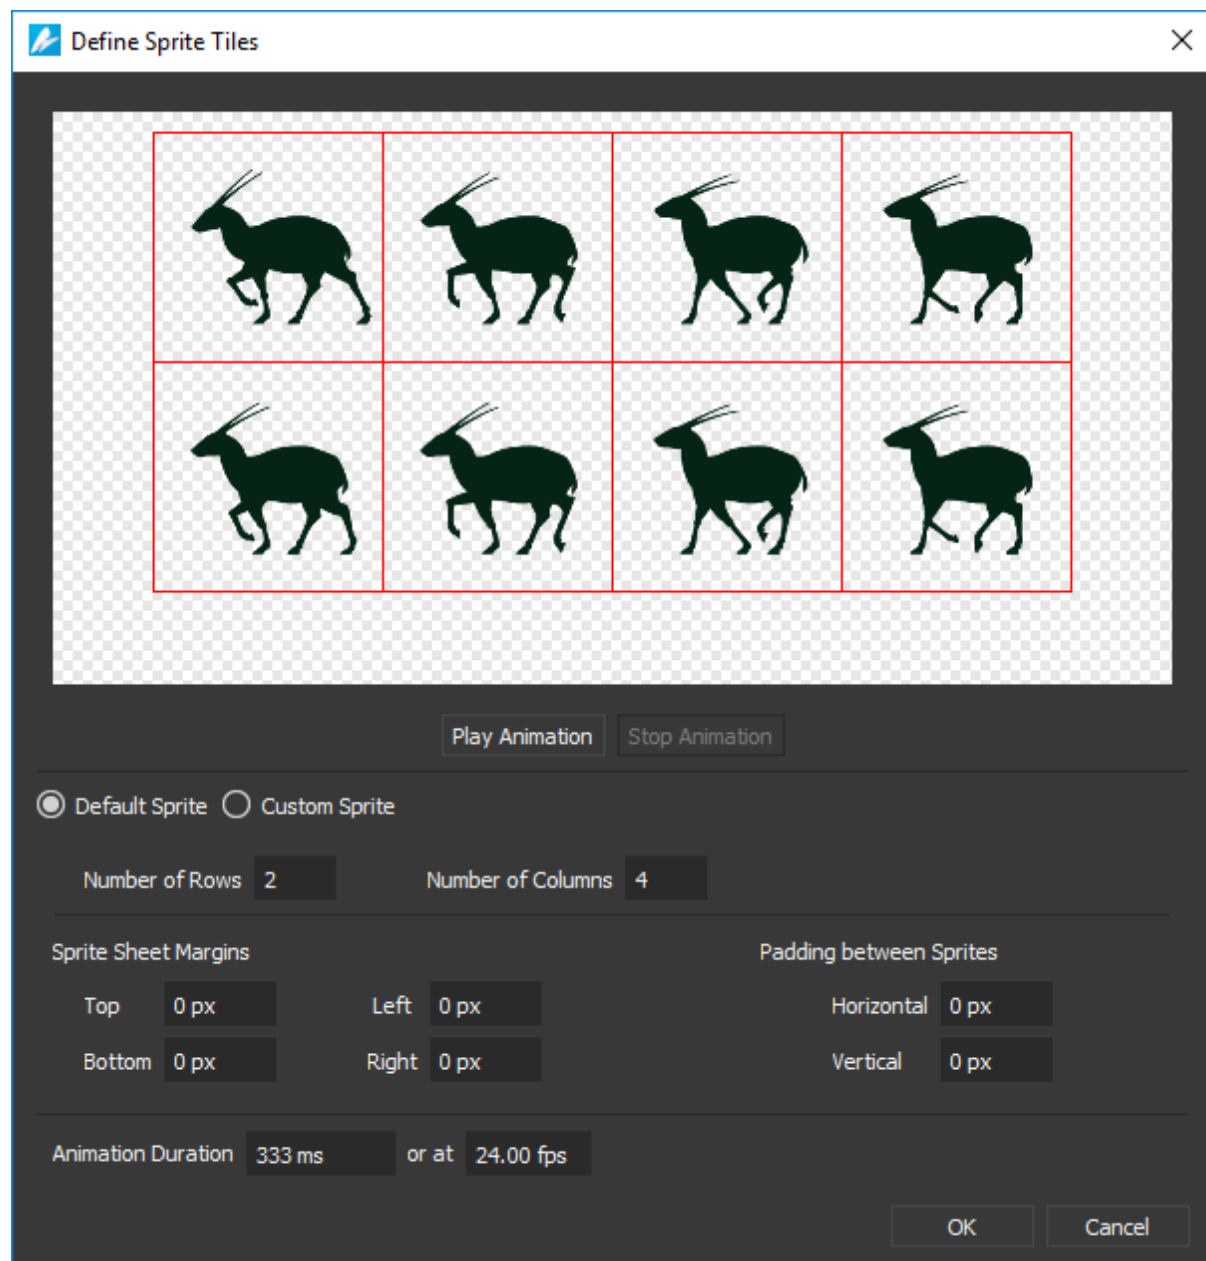 Define Sprite Tiles
Play Animation Stop Animation
Default Sprite Custom Sprite
Number of Rows 2 Number of Columns 4
Sprite Sheet Margins Padding between Sprites
Top 0 px Left 0 px Horizontal 0 px
Bottom 0 px Right 0 px Vertical 0 px
Animation Duration 333 ms or at 24.00 fps
OK Cancel